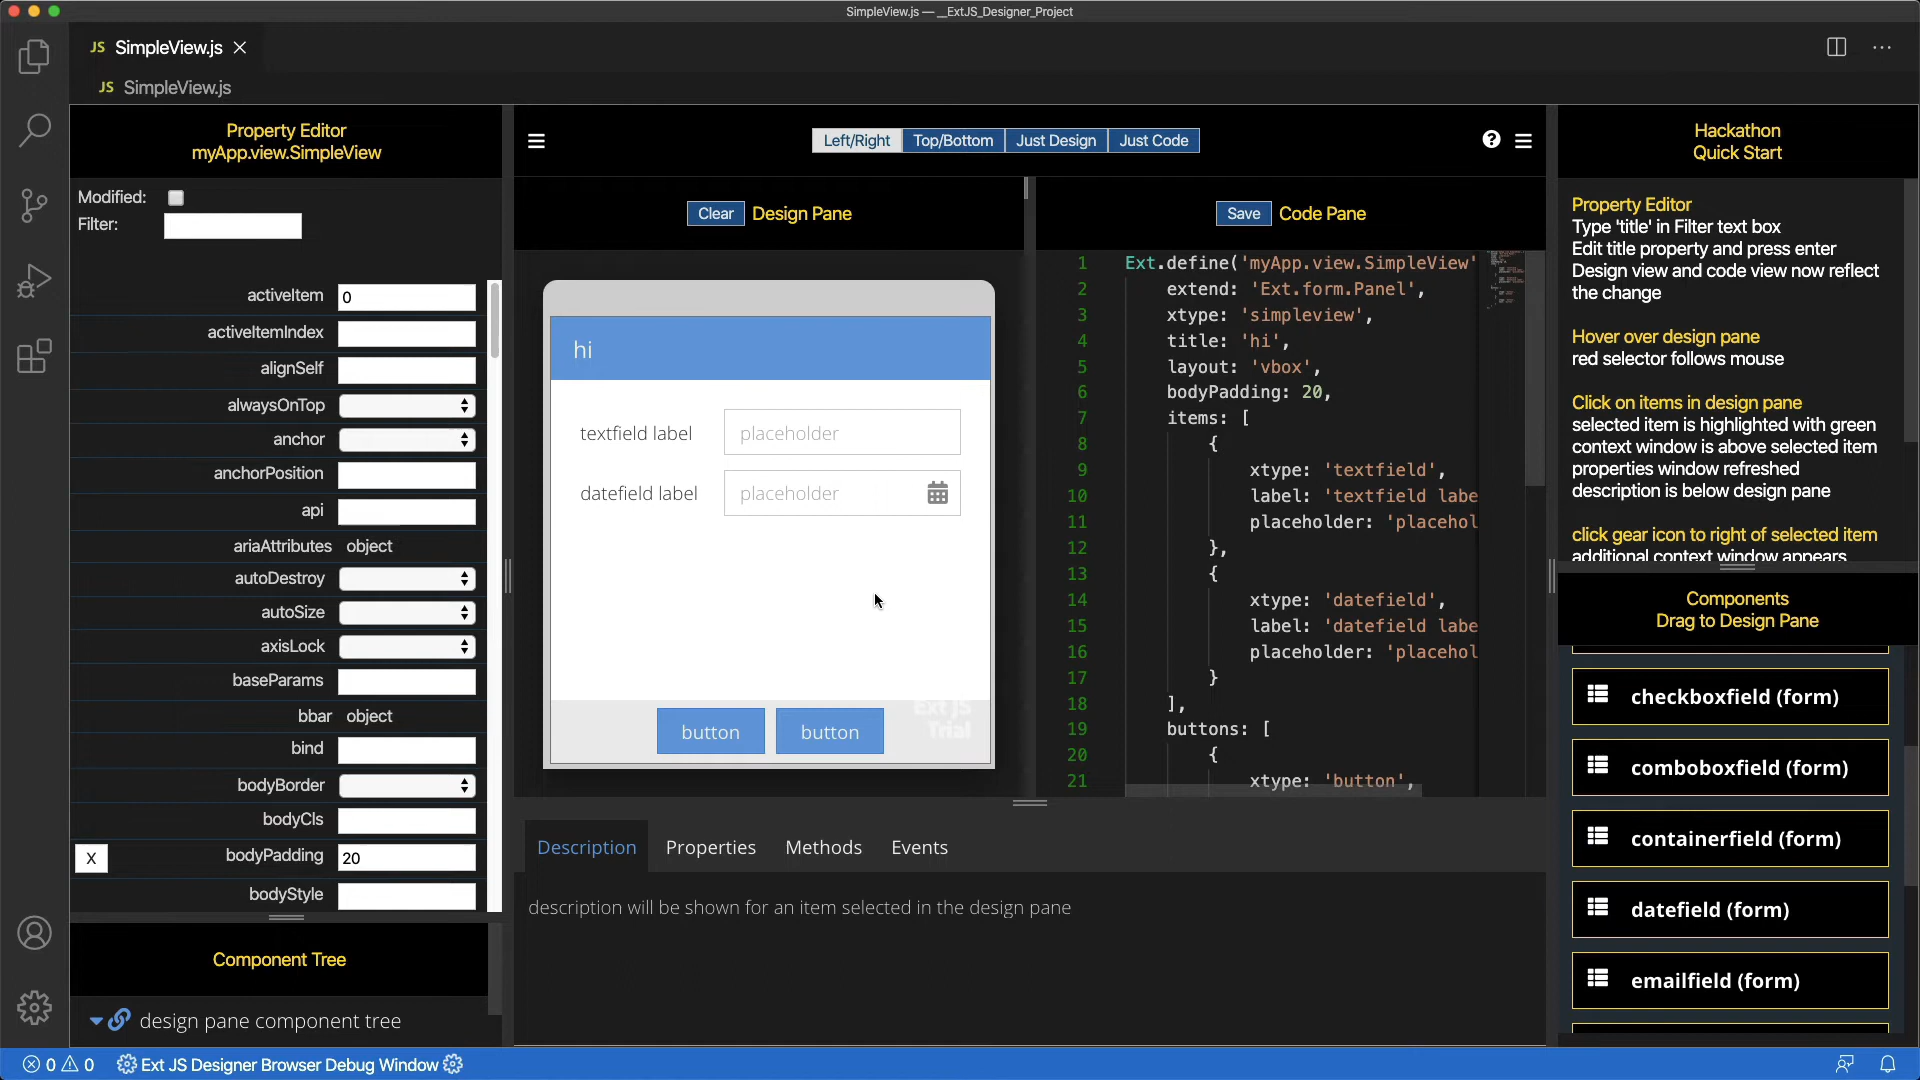 SimpleView.js — __ExtJS_Designer_Project
JS SimpleView.js
JS SimpleView.js
Property Editor
myApp.view.SimpleView
Modified:
Filter:
activeItem 0
activeItemIndex
alignSelf
alwaysOnTop
anchor
anchorPosition
api
ariaAttributes object
autoDestroy
autoSize
axisLock
baseParams
bbar object
bind
bodyBorder
bodyCls
X bodyPadding 20
bodyStyle
Component Tree
design pane component tree
Left/Right Top/Bottom Just Design Just Code
Clear Design Pane
hi
textfield label placeholder
datefield label placeholder
Ext JS
Trial
button button
Save Code Pane
1 Ext.define('myApp.view.SimpleView'
2 extend: 'Ext.form.Panel',
3 xtype: 'simpleview',
4 title: 'hi',
5 layout: 'vbox',
6 bodyPadding: 20,
7 items: [
8 {
9 xtype: 'textfield',
10 label: 'textfield labe
11 placeholder: 'placehol
12 },
13 {
14 xtype: 'datefield',
15 label: 'datefield labe
16 placeholder: 'placehol
17 }
18 ],
19 buttons: [
20 {
21 xtype: 'button',
Description Properties Methods Events
description will be shown for an item selected in the design pane
Hackathon
Quick Start
Property Editor
Type 'title' in Filter text box
Edit title property and press enter
Design view and code view now reflect
the change
Hover over design pane
red selector follows mouse
Click on items in design pane
selected item is highlighted with green
context window is above selected item
properties window refreshed
description is below design pane
click gear icon to right of selected item
additional context window appears
Components
Drag to Design Pane
checkboxfield (form)
comboboxfield (form)
containerfield (form)
datefield (form)
emailfield (form)
0 0 Ext JS Designer Browser Debug Window